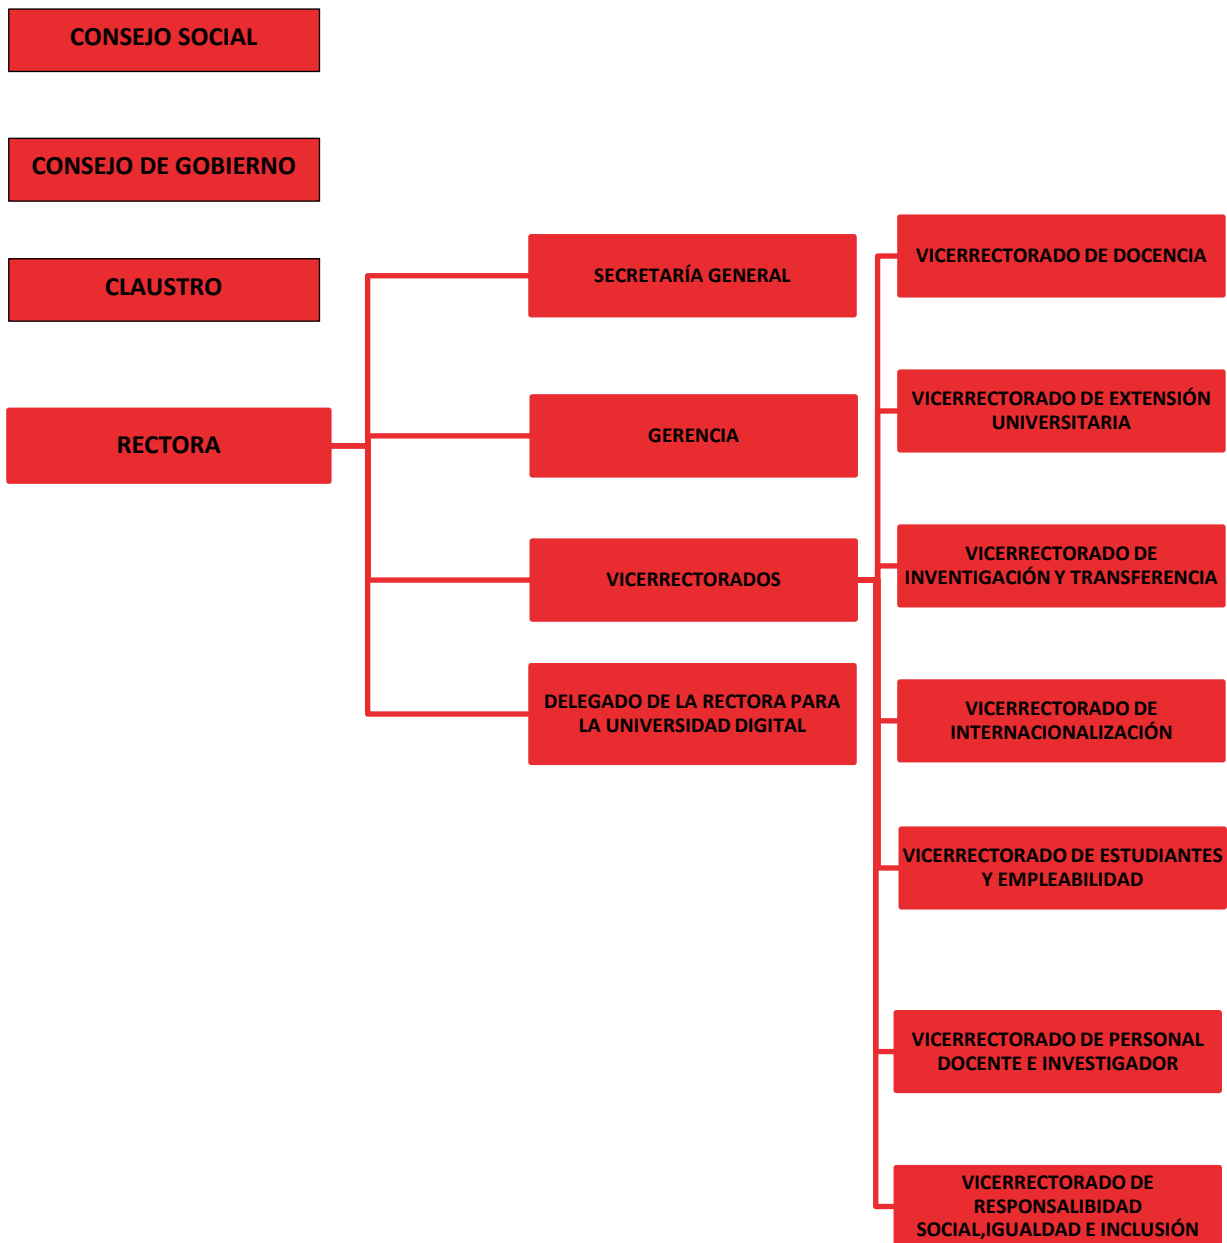 CONSEJO SOCIAL
CONSEJO DE GOBIERNO
CLAUSTRO
RECTORA
SECRETARÍA GENERAL
GERENCIA
VICERRECTORADOS
DELEGADO DE LA RECTORA PARA
LA UNIVERSIDAD DIGITAL
VICERRECTORADO DE DOCENCIA
VICERRECTORADO DE EXTENSIÓN
UNIVERSITARIA
VICERRECTORADO DE
INVENTIGACIÓN Y TRANSFERENCIA
VICERRECTORADO DE
INTERNACIONALIZACIÓN
VICERRECTORADO DE ESTUDIANTES
Y EMPLEABILIDAD
VICERRECTORADO DE PERSONAL
DOCENTE E INVESTIGADOR
VICERRECTORADO DE
RESPONSALIBIDAD
SOCIAL,IGUALDAD E INCLUSIÓN